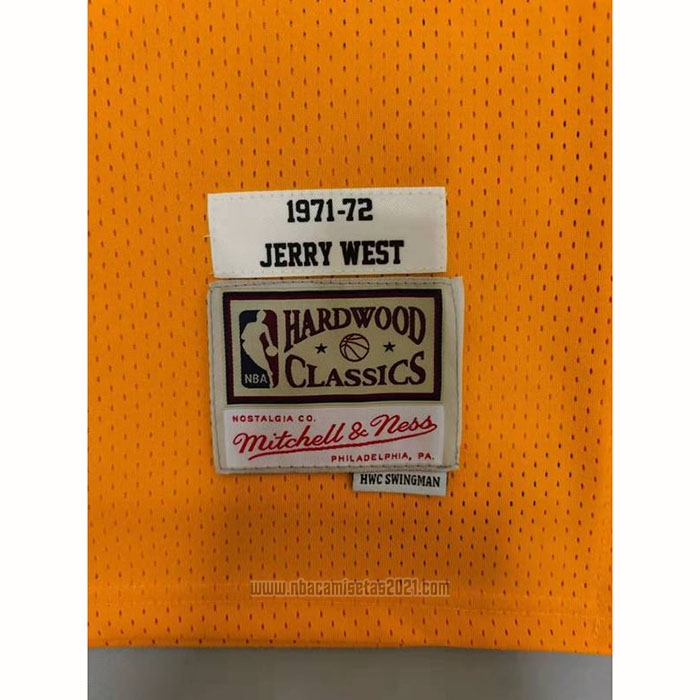 1971-72
JERRY WEST
HARDWOOD
NBA
CLASSICS
NOSTALGIA CO.
Mitchell & Ness
PHILADELPHIA, PA.
HWC SWINGMAN
www.nbacamisetas2021.com